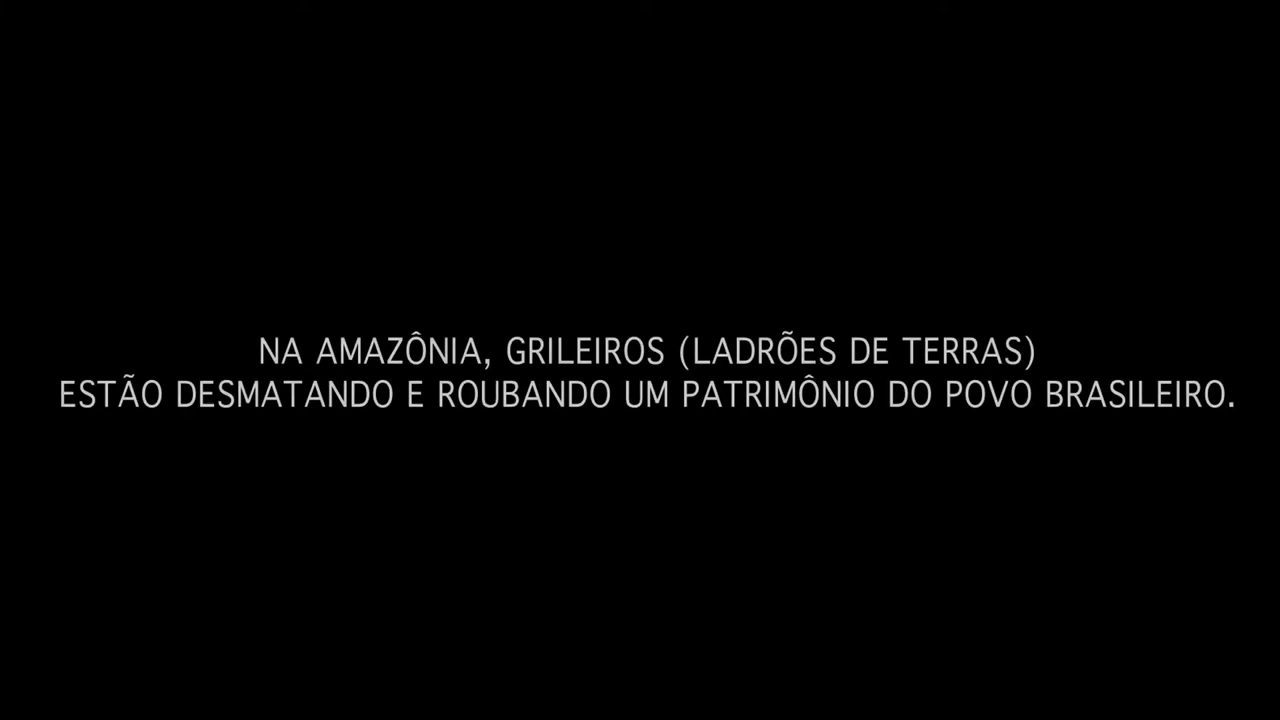 NA AMAZÔNIA, GRILEIROS (LADRÕES DE TERRAS)
ESTÃO DESMATANDO E ROUBANDO UM PATRIMÔNIO DO POVO BRASILEIRO.